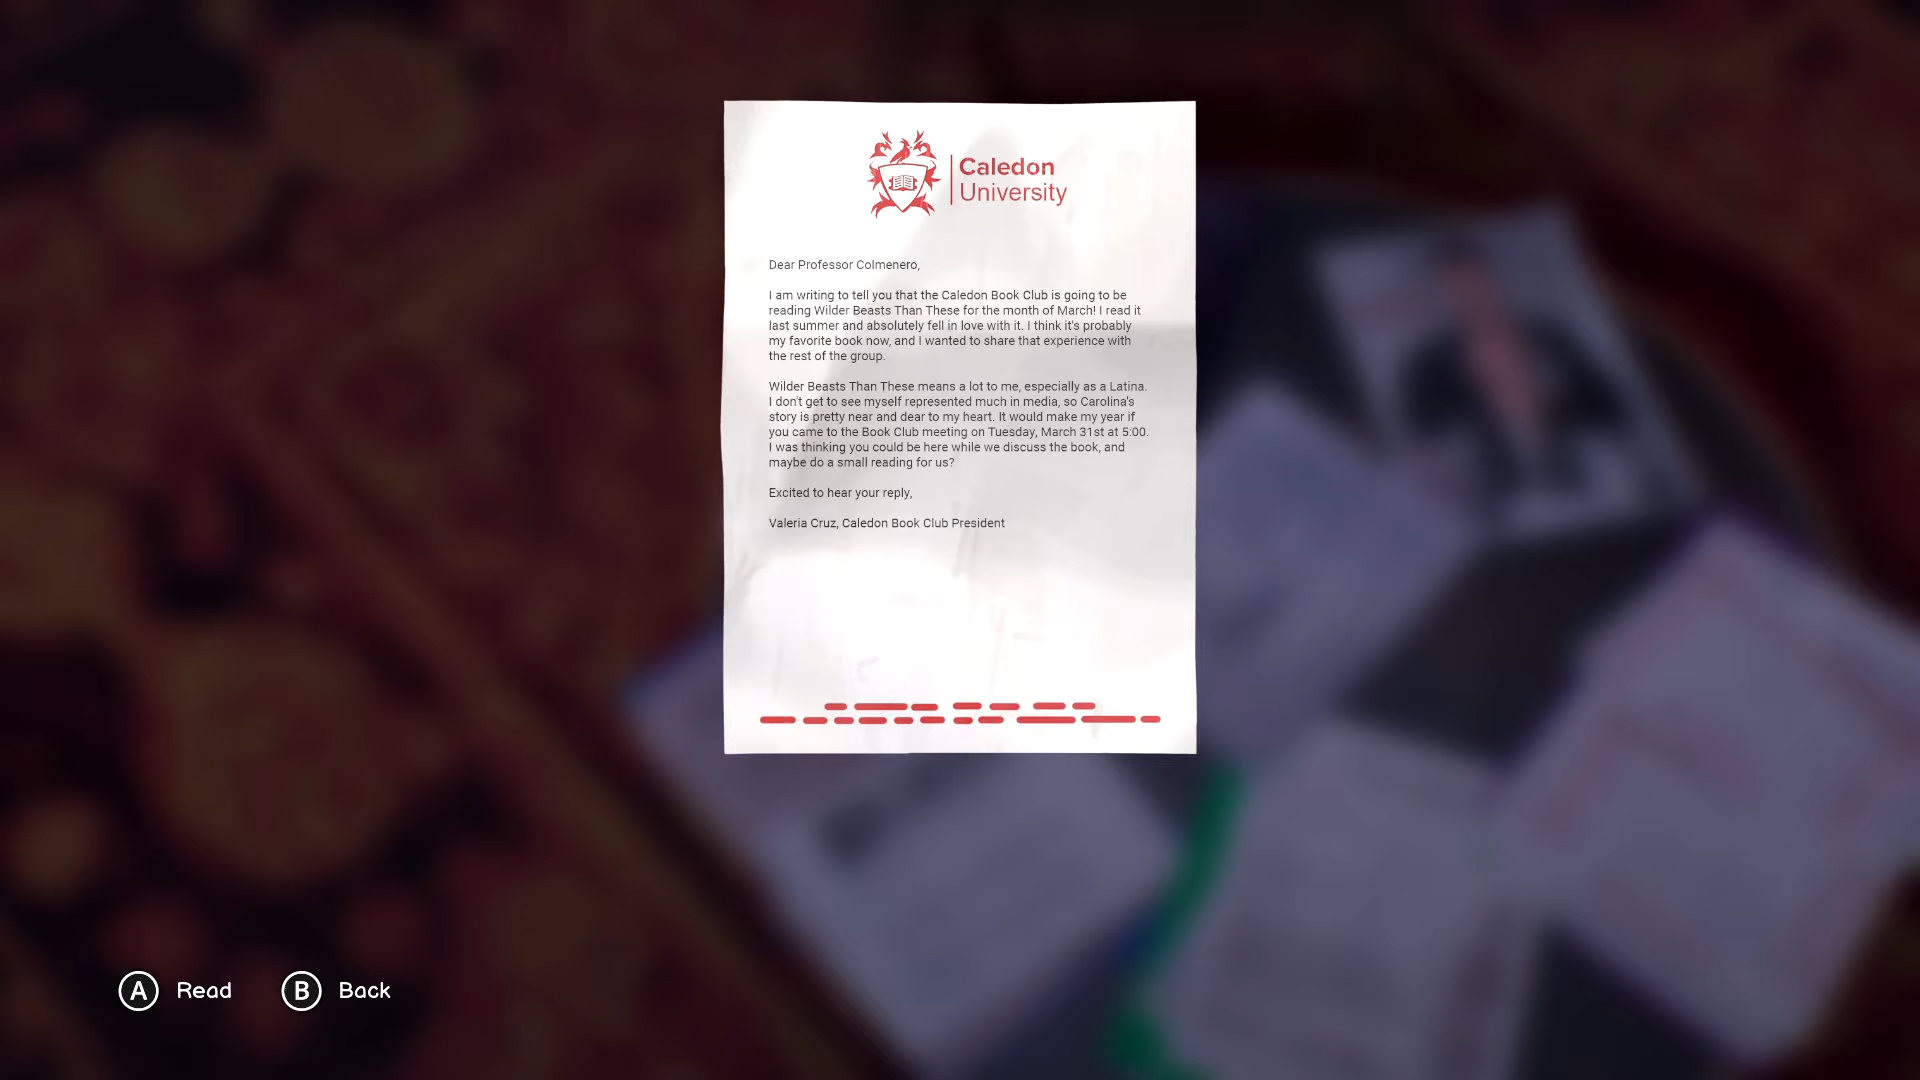 Caledon
University
Dear Professor Colmenero,
I am writing to tell you that the Caledon Book Club is going to be
reading Wilder Beasts Than These for the month of March! I read it
last summer and absolutely fell in love with it. I think it's probably
my favorite book now, and I wanted to share that experience with
the rest of the group.
Wilder Beasts Than These means a lot to me, especially as a Latina.
I don't get to see myself represented much in media, so Carolina's
story is pretty near and dear to my heart. It would make my year if
you came to the Book Club meeting on Tuesday, March 31st at 5:00.
I was thinking you could be here while we discuss the book, and
maybe do a small reading for us?
Excited to hear your reply,
Valeria Cruz, Caledon Book Club President
A Read B Back